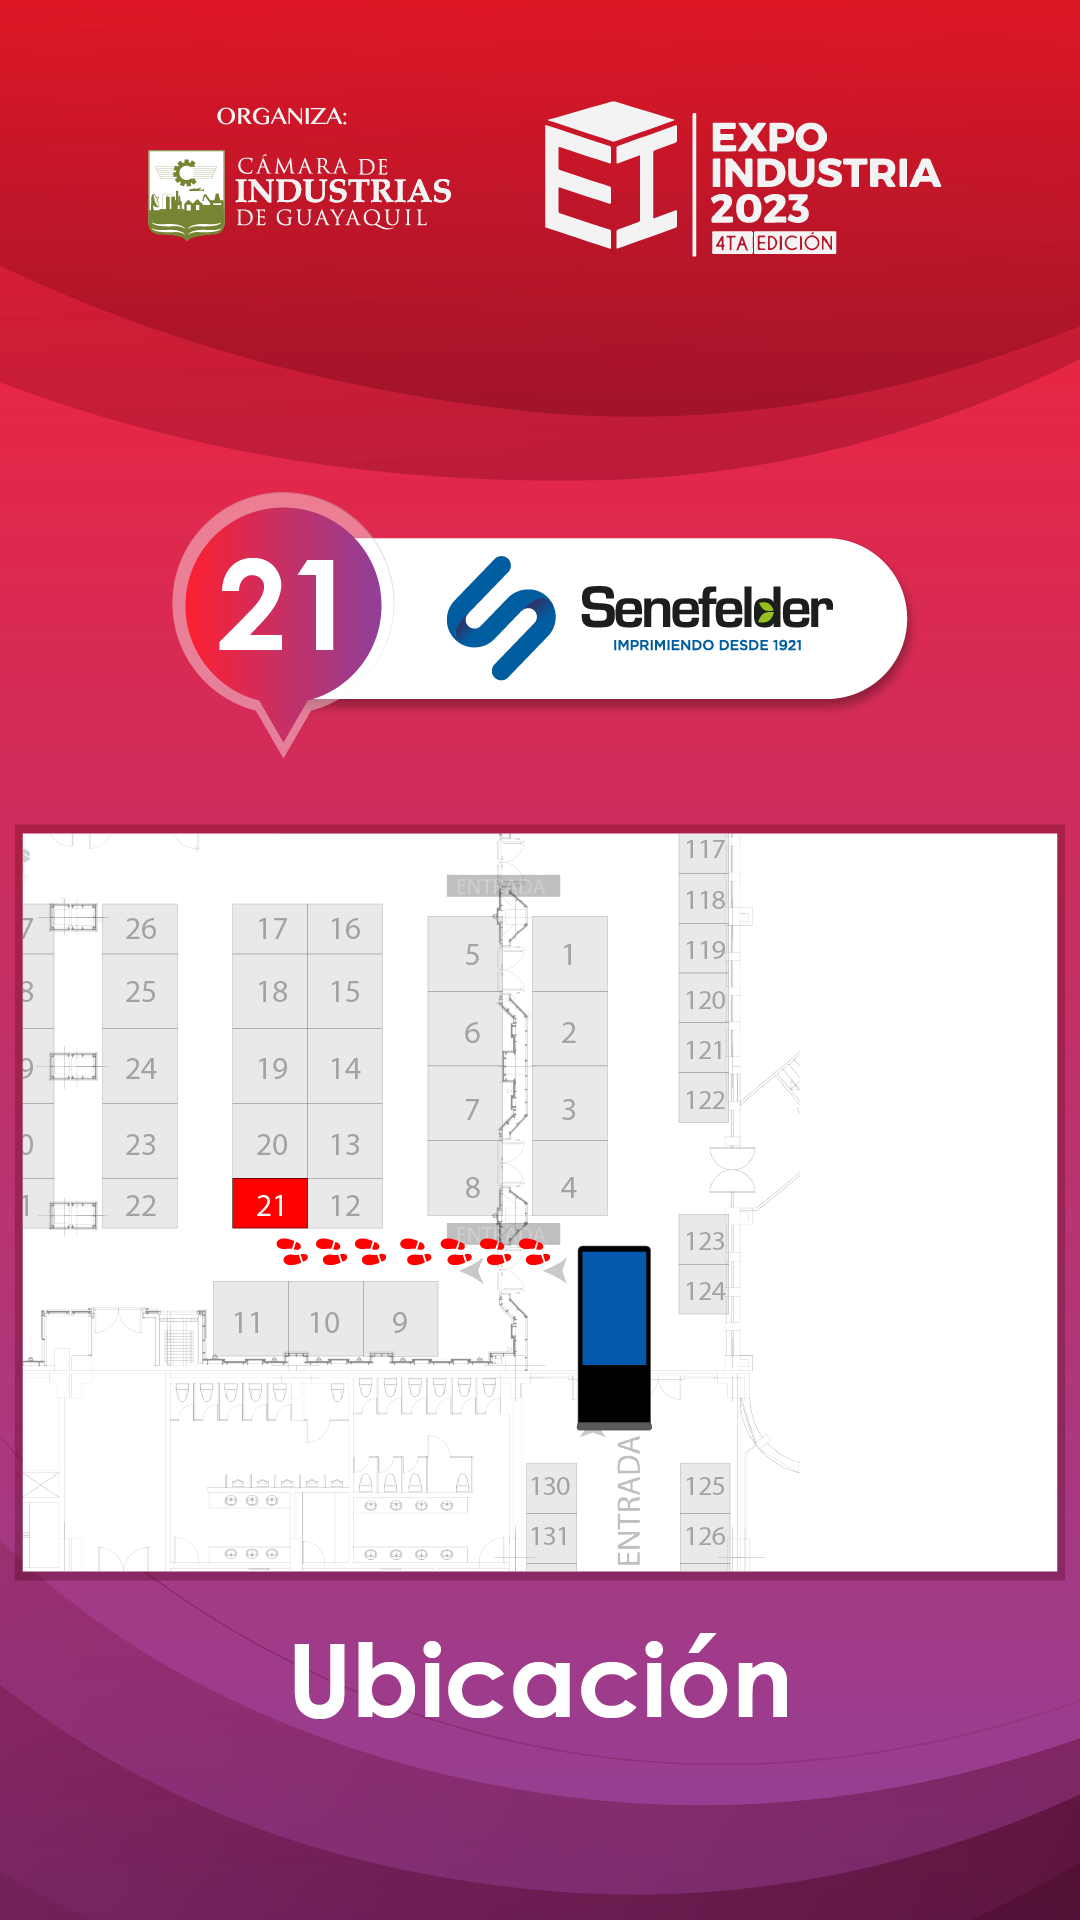 ORGANIZA:
CÁMARA DE
INDUSTRIAS
DE GUAYAQUIL
EXPO
INDUSTRIA
2023
4TA EDICIÓN
21
Senefelder
IMPRIMIENDO DESDE 1921
117
ENTRADA
118
7 26 17 16
5 1 119
8 25 18 15
120
6 2
121
9 24 19 14
122
7 3
0 23 20 13
8 4
1 22 21 12
ENTRADA
123
124
11 10 9
ENTRADA
130 125
131 126
Ubicación